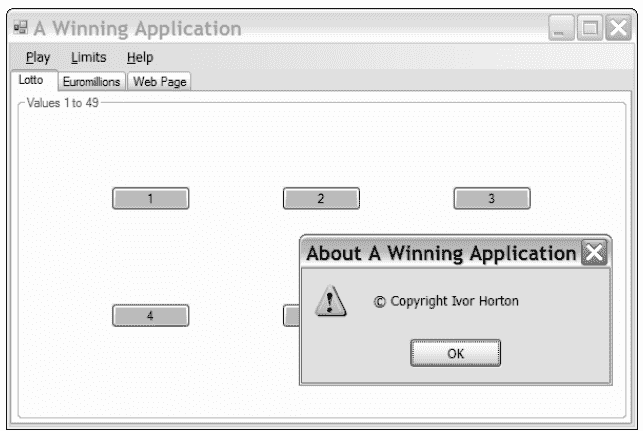 A Winning Application
Play Limits Help
Lotto Euromillions Web Page
Values 1 to 49
1 2 3
About A Winning Application
© Copyright Ivor Horton
4
OK